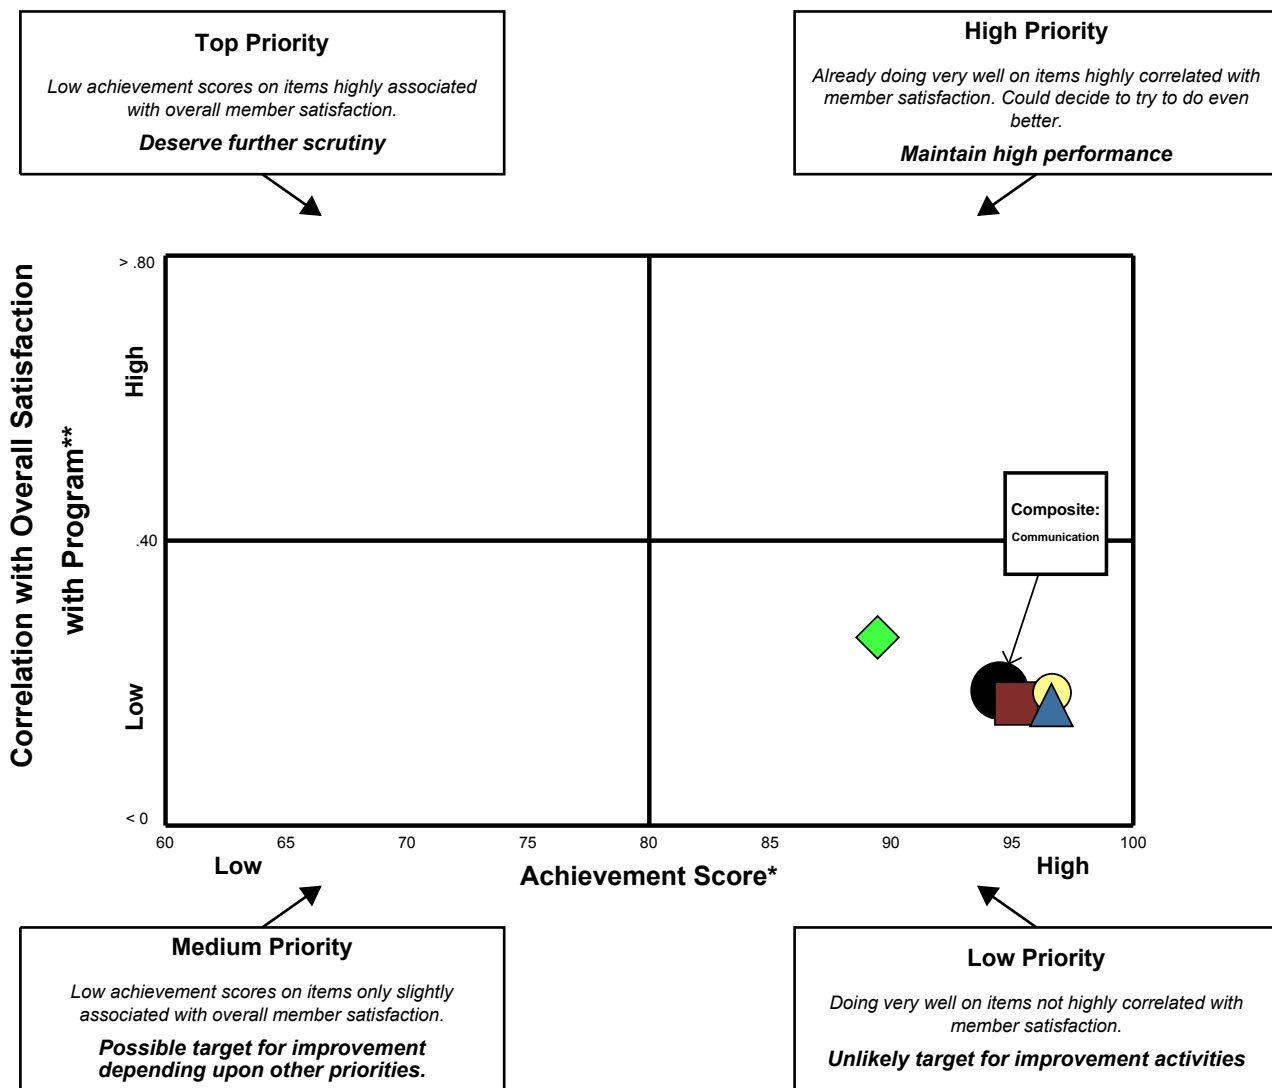 Top Priority
Low achievement scores on items highly associated
with overall member satisfaction.
Deserve further scrutiny
High Priority
Already doing very well on items highly correlated with
member satisfaction. Could decide to try to do even
better.
Maintain high performance
Correlation with Overall Satisfaction
with Program**
> .80
High
.40
Low
< 0
Composite:
Communication
60 65 70 75 80 85 90 95 100
Low Achievement Score* High
Medium Priority
Low achievement scores on items only slightly
associated with overall member satisfaction.
Possible target for improvement
depending upon other priorities.
Low Priority
Doing very well on items not highly correlated with
member satisfaction.
Unlikely target for improvement activities